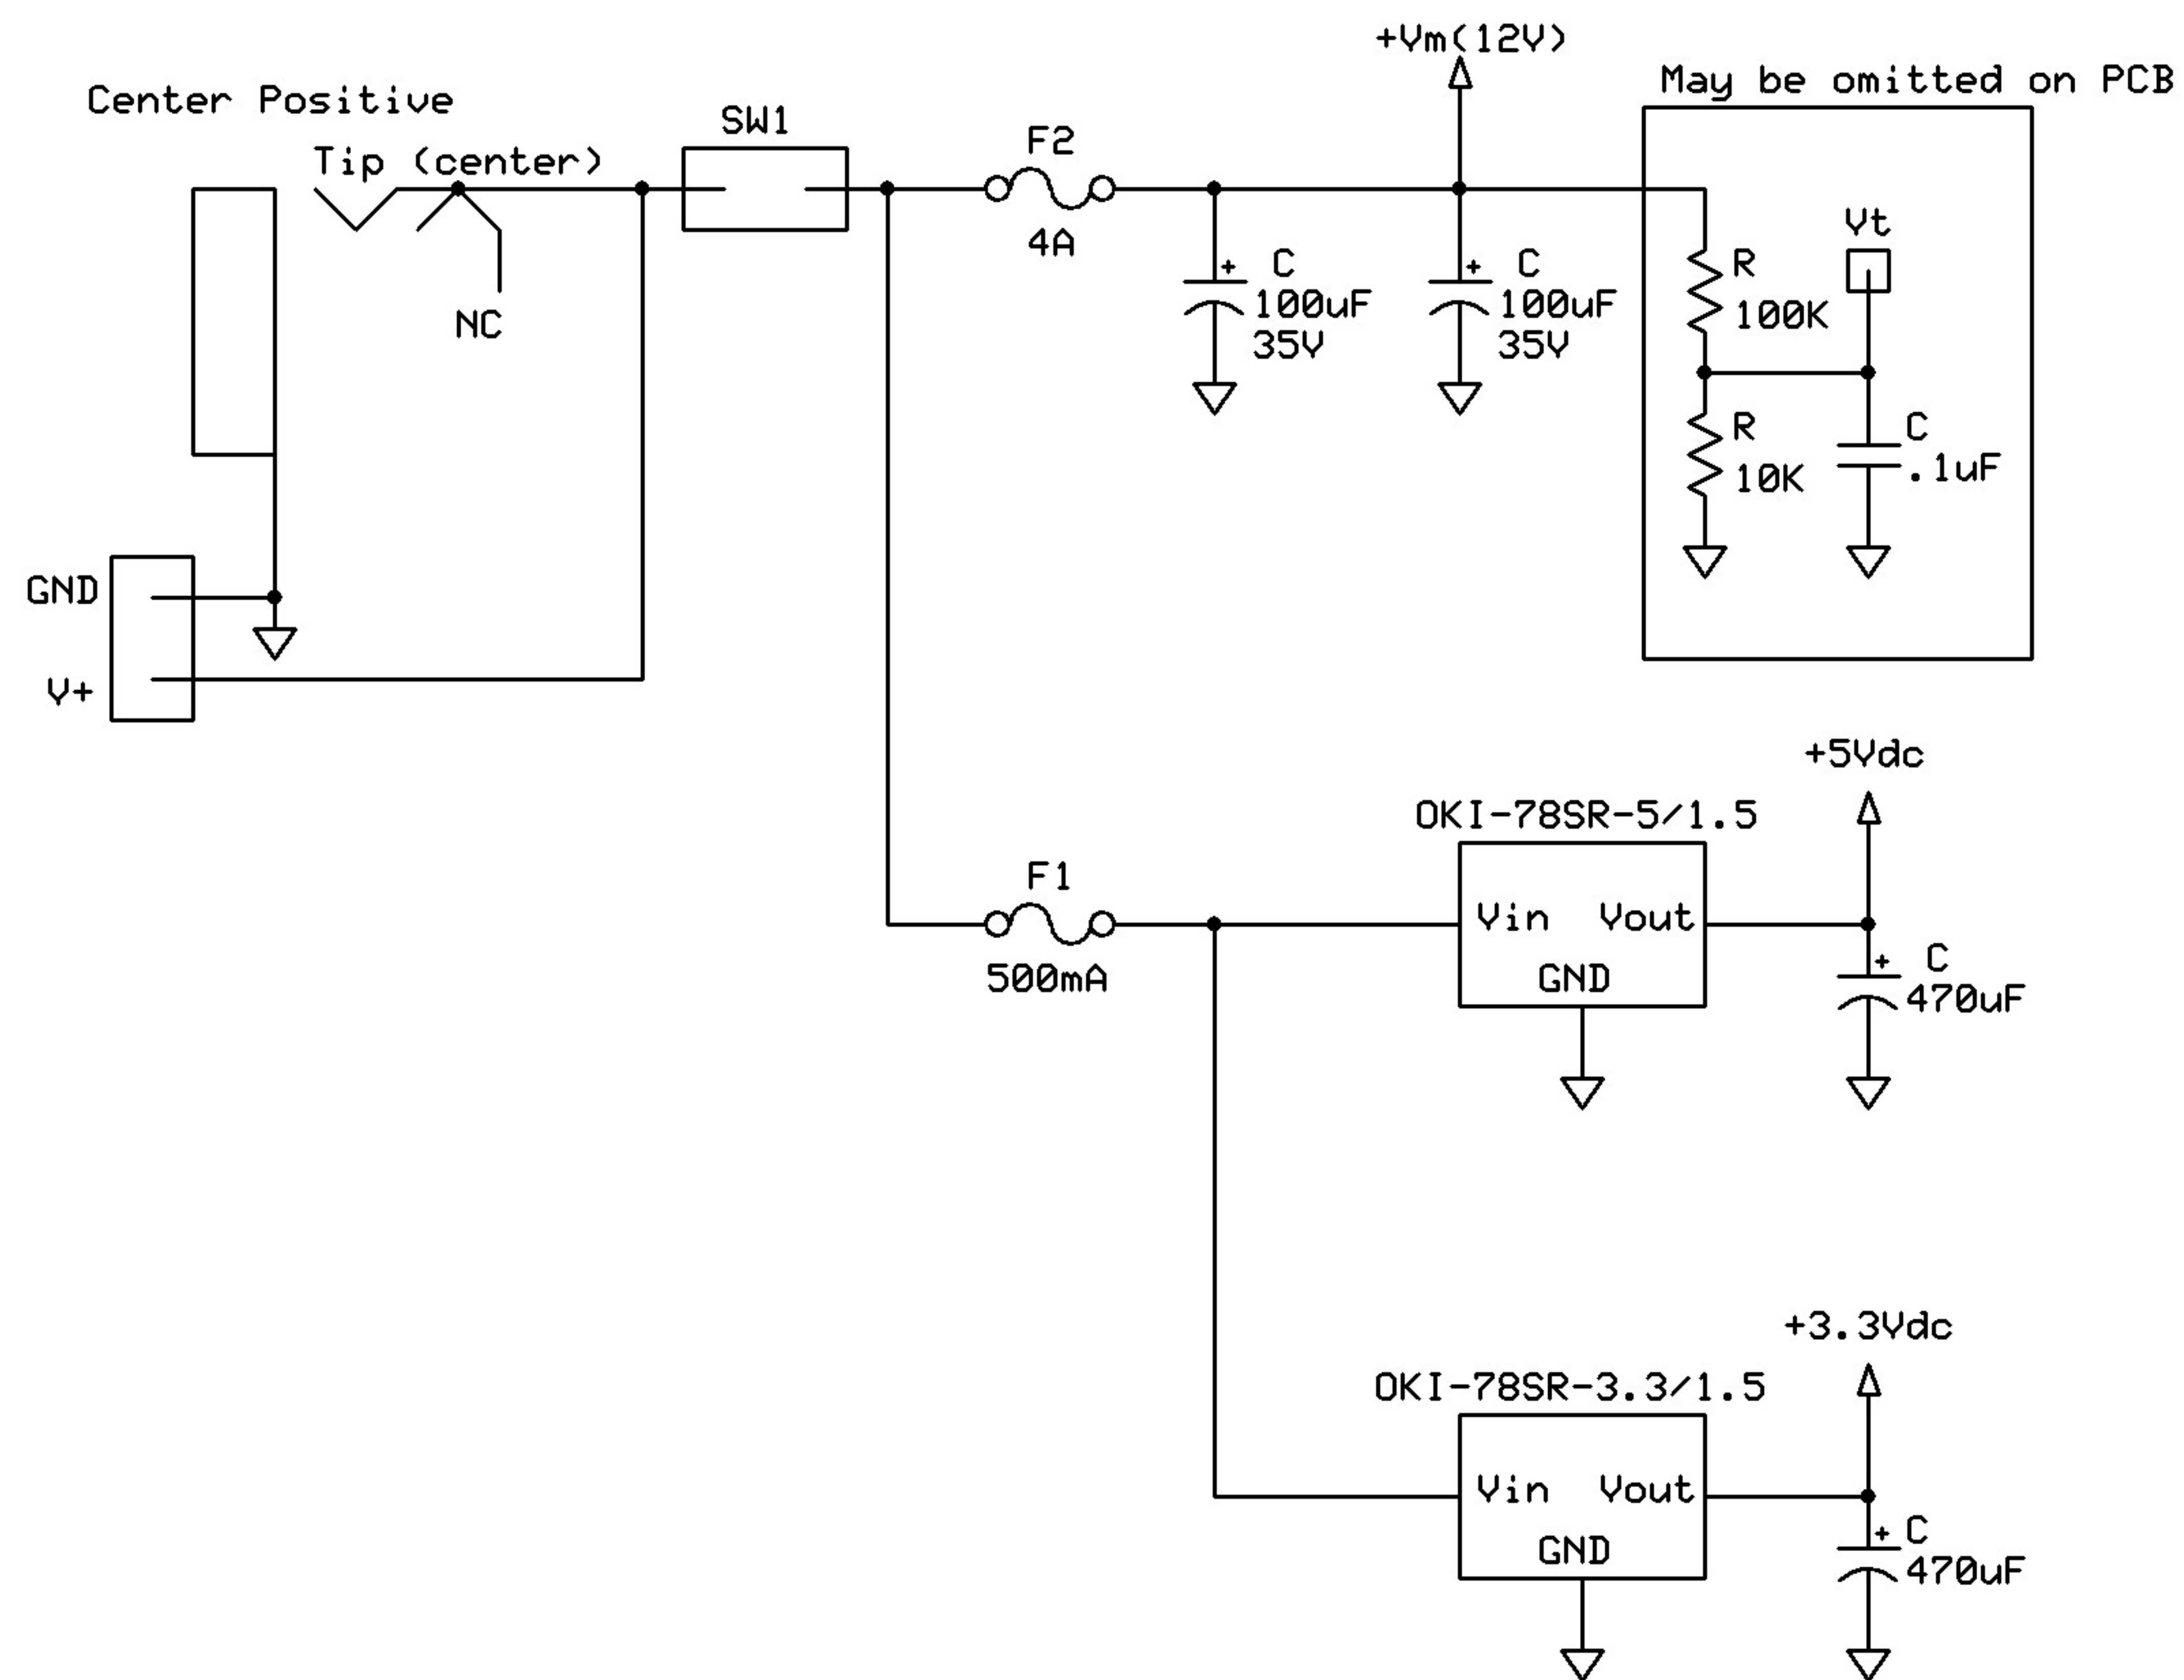 +Vm(12V)
May be omitted on PCB
Center Positive
SW1
Tip (center)
F2
4A
NC
+ C
100uF
35V
+ C
100uF
35V
Vt
R
100K
R
10K
C
.1uF
GND
V+
+5Vdc
OKI-78SR-5/1.5
F1
500mA
Vin Vout
GND
+ C
470uF
+3.3Vdc
OKI-78SR-3.3/1.5
Vin Vout
GND
+ C
470uF